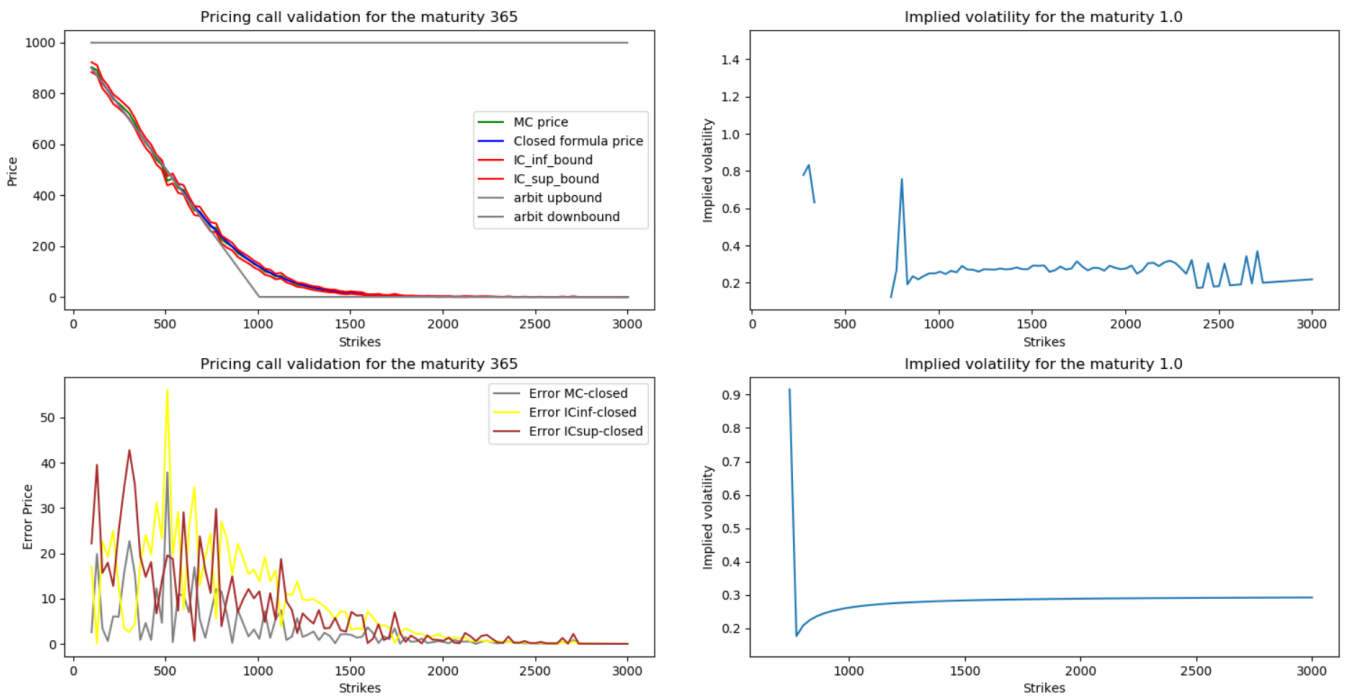 Pricing call validation for the maturity 365
1000
800
600
400
200
0
Price
MC price
Closed formula price
IC_inf_bound
IC_sup_bound
arbit upbound
arbit downbound
0 500 1000 1500 2000 2500 3000
Strikes
Implied volatility for the maturity 1.0
1.4
1.2
1.0
0.8
0.6
0.4
0.2
Implied volatility
0 500 1000 1500 2000 2500 3000
Strikes
Pricing call validation for the maturity 365
50
40
30
20
10
0
Error Price
Error MC-closed
Error ICinf-closed
Error ICsup-closed
0 500 1000 1500 2000 2500 3000
Strikes
Implied volatility for the maturity 1.0
0.9
0.8
0.7
0.6
0.5
0.4
0.3
0.2
Implied volatility
1000 1500 2000 2500 3000
Strikes